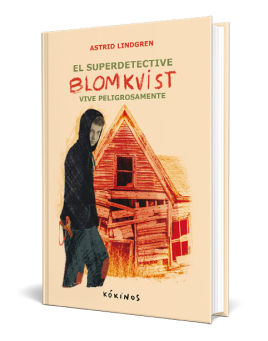 ASTRID LINDGREN
EL SUPERDETECTIVE
BLOMKVIST
VIVE PELIGROSAMENTE
KÓKINOS